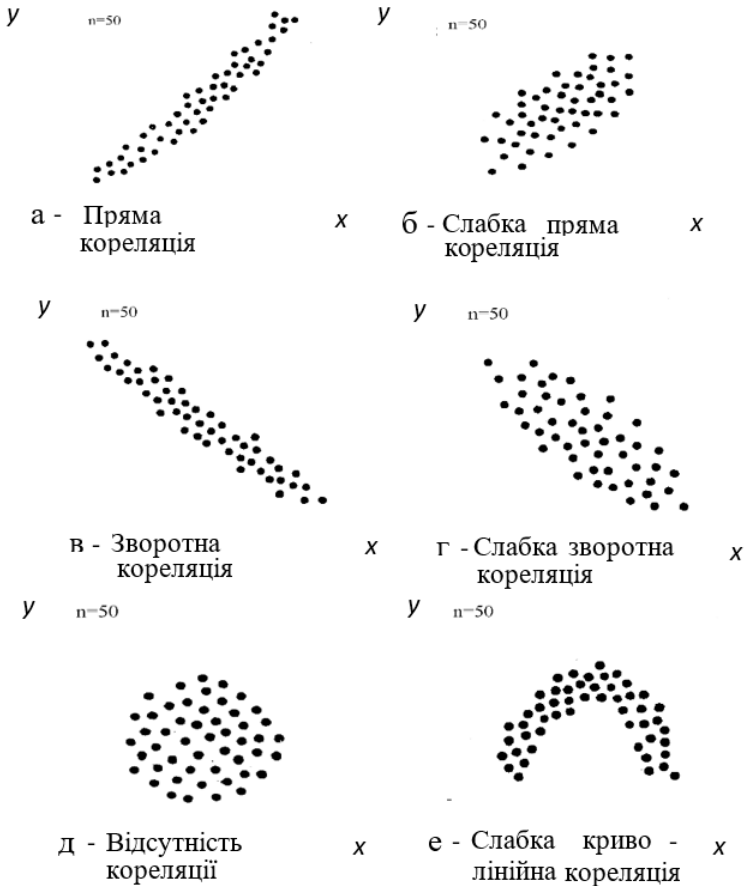 y
n=50
y
n=50
а - Пряма
кореляція
x
б - Слабка пряма
кореляція
x
y
n=50
y
n=50
в - Зворотна
кореляція
x
г - Слабка зворотна
кореляція
x
y
n=50
y
n=50
д - Відсутність
кореляції
x
е - Слабка криво -
лінійна кореляція
x